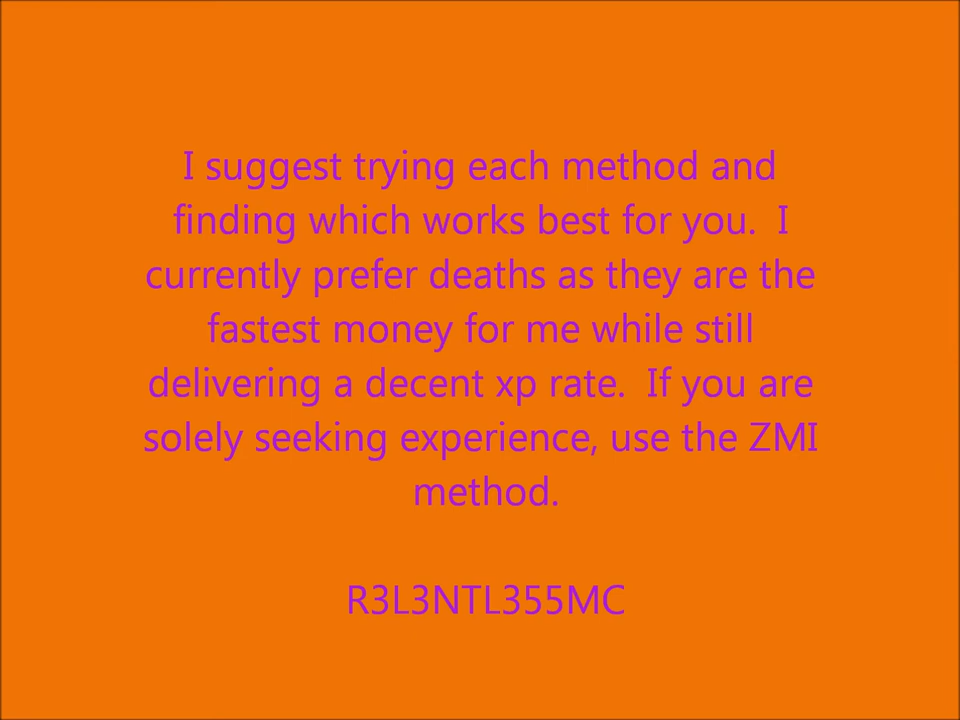 I suggest trying each method and
finding which works best for you.  I
currently prefer deaths as they are the
fastest money for me while still
delivering a decent xp rate.  If you are
solely seeking experience, use the ZMI
method.
R3L3NTL355MC